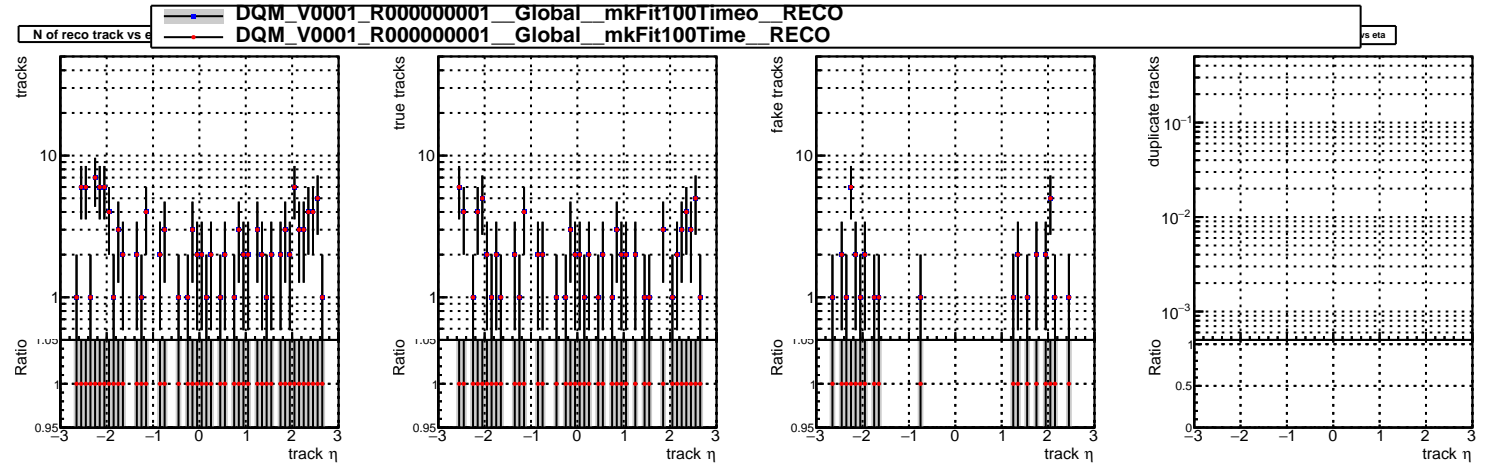 DQM_V0001_R000000001__Global__mkFit100Timeo__RECO
DQM_V0001_R000000001__Global__mkFit100Time__RECO
N of reco track vs e
vs eta
tracks
10
1
Ratio
1.05
1
0.95
−3 −2 −1 0 1 2 3
track η
true tracks
10
1
Ratio
1.05
1
0.95
−3 −2 −1 0 1 2 3
track η
fake tracks
10
1
Ratio
1.05
1
0.95
−3 −2 −1 0 1 2 3
track η
duplicate tracks
10−1
10−2
10−3
Ratio
1
0.5
0
−3 −2 −1 0 1 2 3
track η